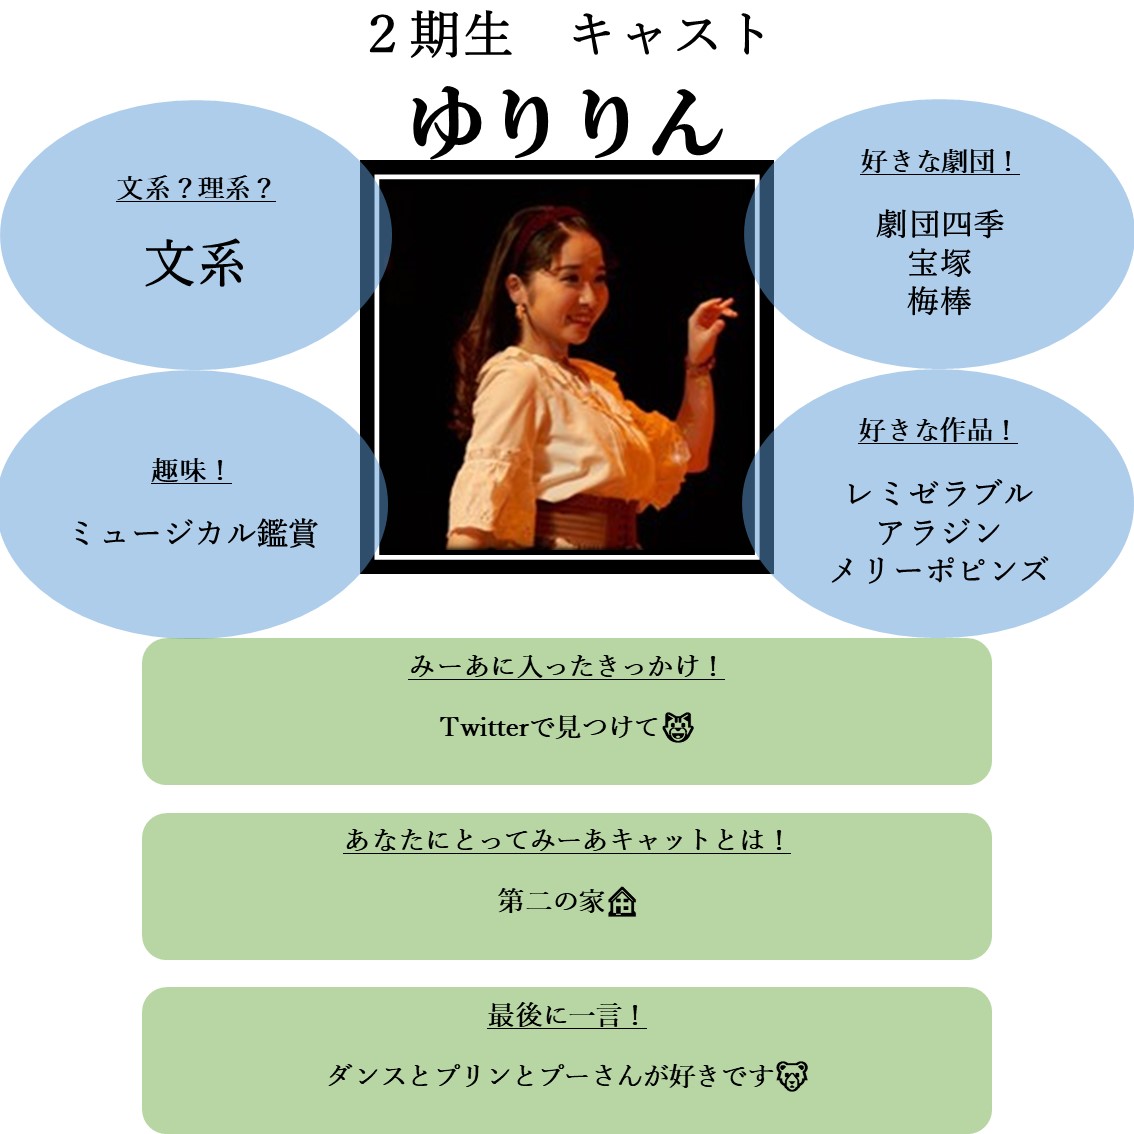 ２期生　キャスト
ゆりりん
文系？理系？
文系
好きな劇団！
劇団四季
宝塚
梅棒
趣味！
ミュージカル鑑賞
好きな作品！
レミゼラブル
アラジン
メリーポピンズ
みーあに入ったきっかけ！
Twitterで見つけて😸
あなたにとってみーあキャットとは！
第二の家🏠
最後に一言！
ダンスとプリンとプーさんが好きです🐻